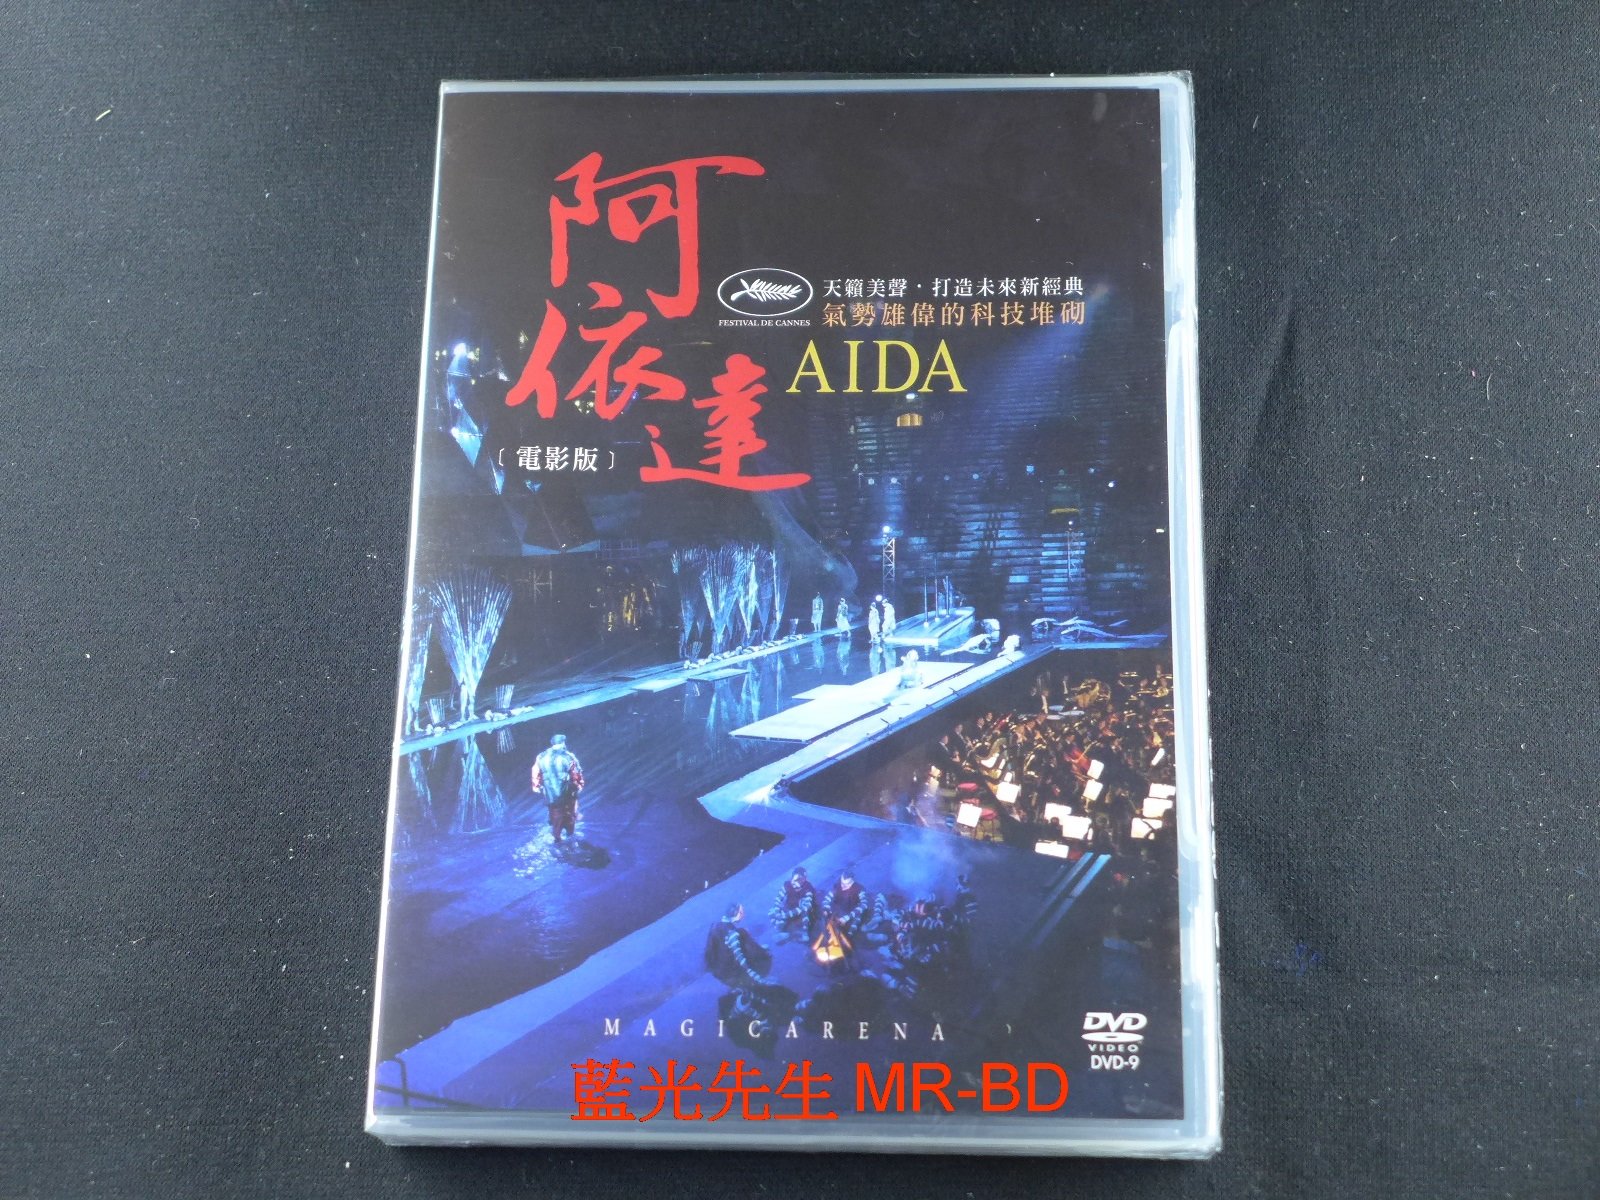 阿依達
FESTIVAL DE CANNES
天籟美聲·打造未來新經典
氣勢雄偉的科技堆砌
AIDA
〔電影版〕
MAGICARENA
DVD
VIDEO
DVD-9
藍光先生 MR-BD